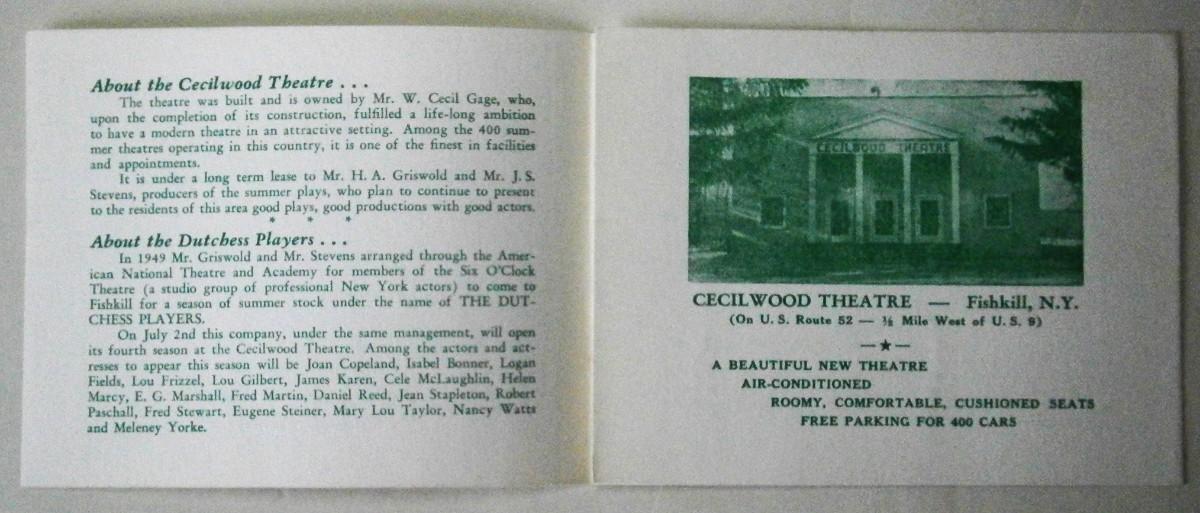 About the Cecilwood Theatre . . .
The theatre was built and is owned by Mr. W. Cecil Gage, who,
upon the completion of its construction, fulfilled a life-long ambition
to have a modern theatre in an attractive setting. Among the 400 sum-
mer theatres operating in this country, it is one of the finest in facilities
and appointments.
It is under a long term lease to Mr. H. A. Griswold and Mr. J. S.
Stevens, producers of the summer plays, who plan to continue to present
to the residents of this area good plays, good productions with good actors.
* * *
About the Dutchess Players . . .
In 1949 Mr. Griswold and Mr. Stevens arranged through the Amer-
ican National Theatre and Academy for members of the Six O'Clock
Theatre (a studio group of professional New York actors) to come to
Fishkill for a season of summer stock under the name of THE DUT-
CHESS PLAYERS.
On July 2nd this company, under the same management, will open
its fourth season at the Cecilwood Theatre. Among the actors and act-
resses to appear this season will be Joan Copeland, Isabel Bonner, Logan
Fields, Lou Frizzel, Lou Gilbert, James Karen, Cele McLaughlin, Helen
Marcy, E. G. Marshall, Fred Martin, Daniel Reed, Jean Stapleton, Robert
Paschall, Fred Stewart, Eugene Steiner, Mary Lou Taylor, Nancy Watts
and Meleney Yorke.
CECILWOOD THEATRE
CECILWOOD THEATRE — Fishkill, N.Y.
(On U. S. Route 52 — ½ Mile West of U. S. 9)
—★—
A BEAUTIFUL NEW THEATRE
AIR-CONDITIONED
ROOMY, COMFORTABLE, CUSHIONED SEATS
FREE PARKING FOR 400 CARS